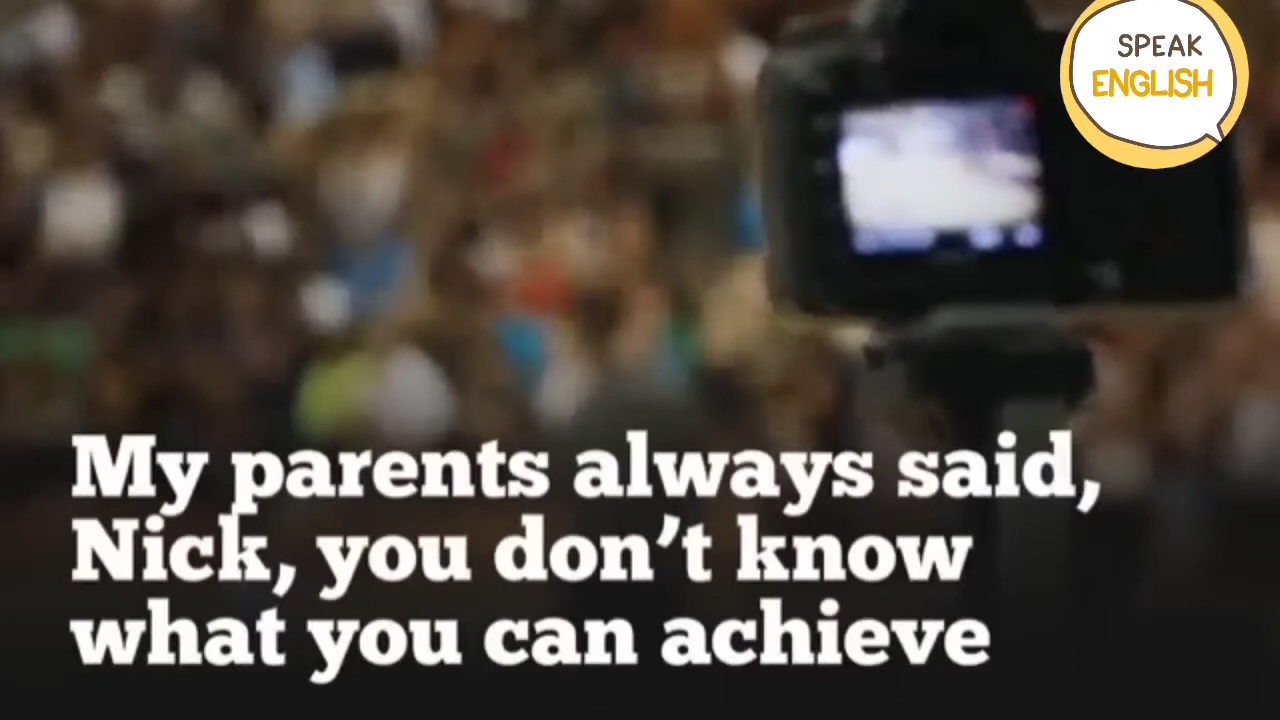 SPEAK
ENGLISH
My parents always said,
Nick, you don’t know
what you can achieve